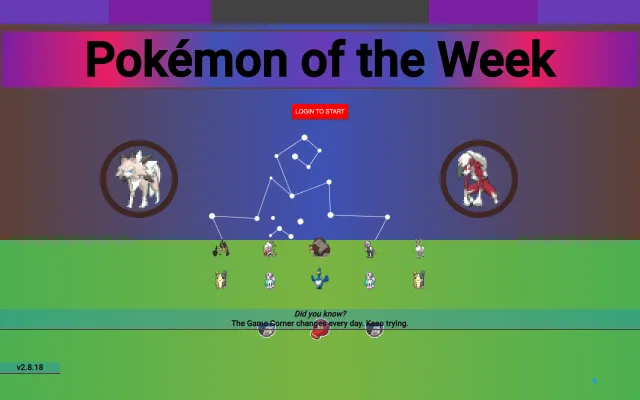 Pokémon of the Week
LOGIN TO START
Did you know?
The Game Corner changes every day. Keep trying.
v2.8.18